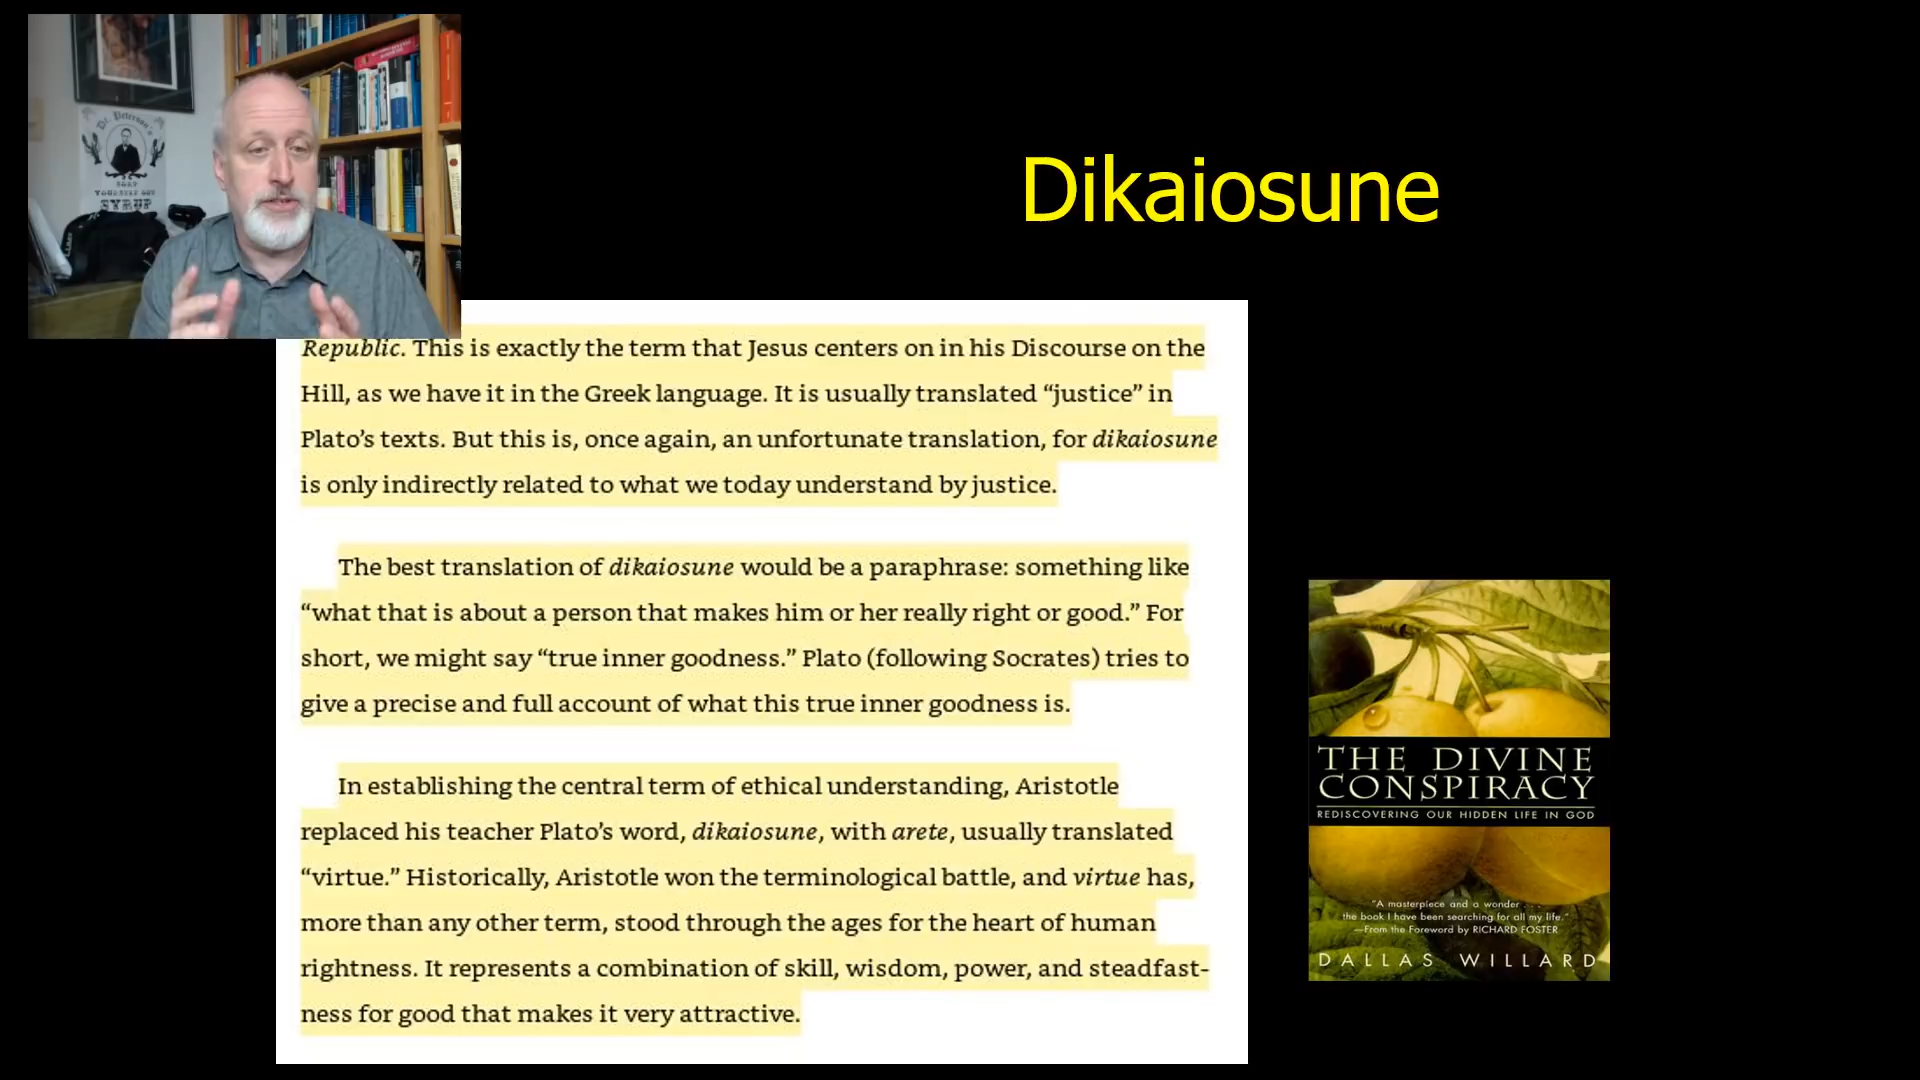 Dr. Peterson's
SOOT
YOURSELF OUT
SYRUP
Dikaiosune
Republic. This is exactly the term that Jesus centers on in his Discourse on the
Hill, as we have it in the Greek language. It is usually translated “justice” in
Plato’s texts. But this is, once again, an unfortunate translation, for dikaiosune
is only indirectly related to what we today understand by justice.
The best translation of dikaiosune would be a paraphrase: something like
“what that is about a person that makes him or her really right or good.” For
short, we might say “true inner goodness.” Plato (following Socrates) tries to
give a precise and full account of what this true inner goodness is.
In establishing the central term of ethical understanding, Aristotle
replaced his teacher Plato’s word, dikaiosune, with arete, usually translated
“virtue.” Historically, Aristotle won the terminological battle, and virtue has,
more than any other term, stood through the ages for the heart of human
rightness. It represents a combination of skill, wisdom, power, and steadfast-
ness for good that makes it very attractive.
THE DIVINE
CONSPIRACY
REDISCOVERING OUR HIDDEN LIFE IN GOD
“A masterpiece and a wonder . . .
the book I have been searching for all my life.”
—From the Foreword by RICHARD FOSTER
DALLAS WILLARD